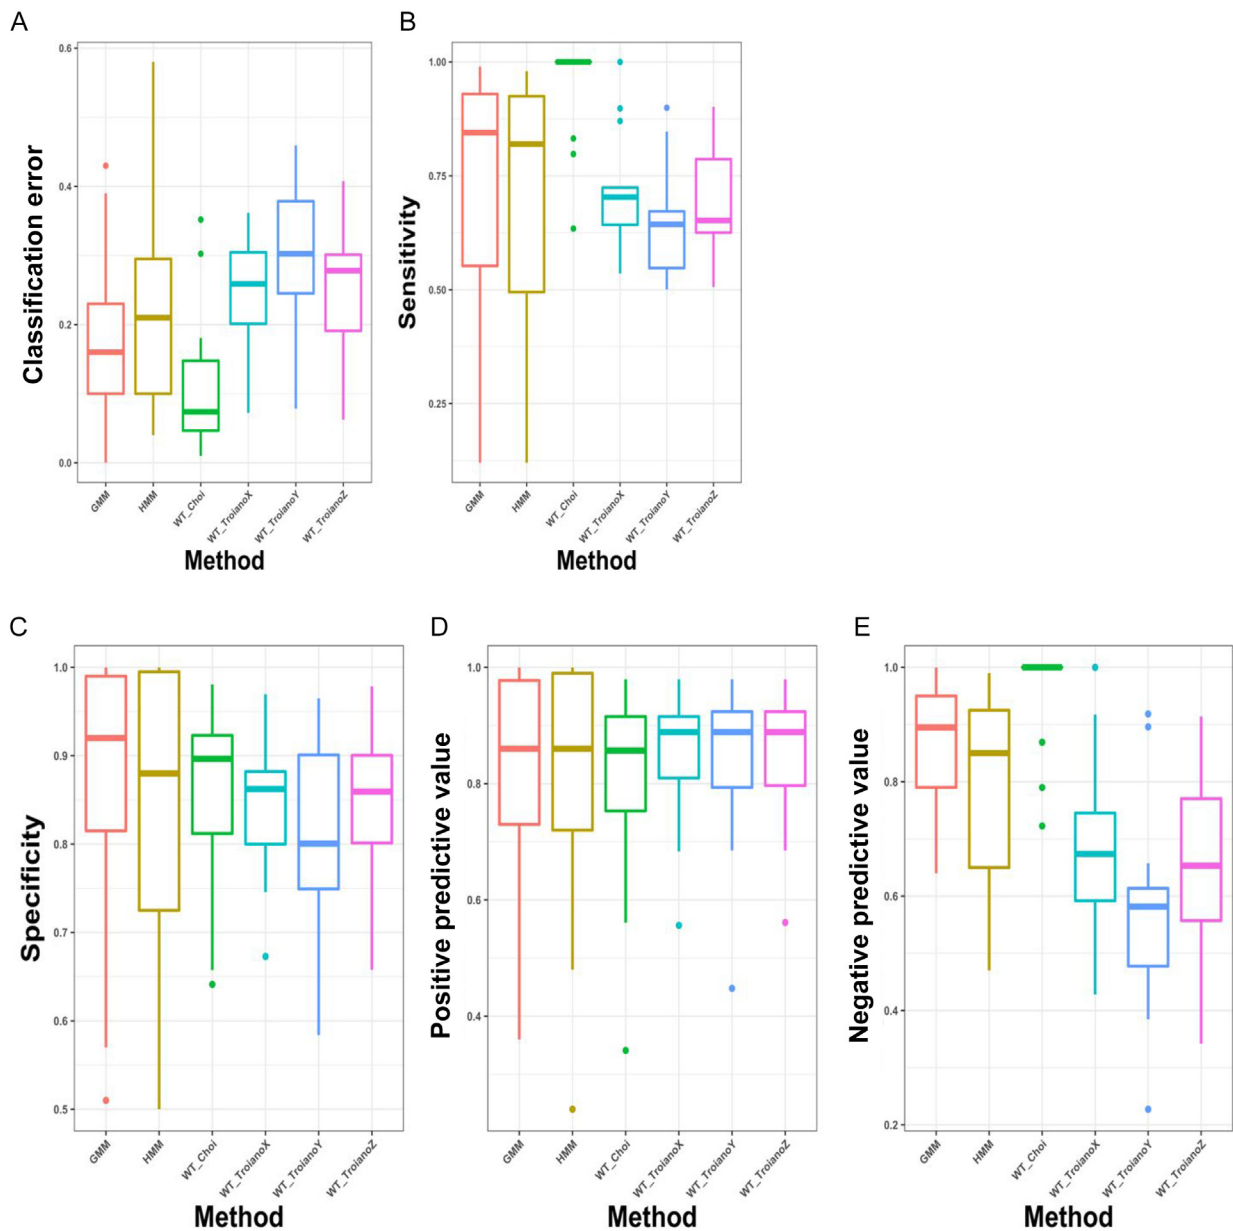 A
B
0.6
0.4
0.2
0.0
Classification error
GMM
HMM
WT_Choi
WT_TroianoX
WT_TroianoY
WT_TroianoZ
Method
1.00
0.75
0.50
0.25
Sensitivity
GMM
HMM
WT_Choi
WT_TroianoX
WT_TroianoY
WT_TroianoZ
Method
C
D
E
1.0
0.9
0.8
0.7
0.6
0.5
Specificity
GMM
HMM
WT_Choi
WT_TroianoX
WT_TroianoY
WT_TroianoZ
Method
1.0
0.8
0.6
0.4
Positive predictive value
GMM
HMM
WT_Choi
WT_TroianoX
WT_TroianoY
WT_TroianoZ
Method
1.0
0.8
0.6
0.4
0.2
Negative predictive value
GMM
HMM
WT_Choi
WT_TroianoX
WT_TroianoY
WT_TroianoZ
Method